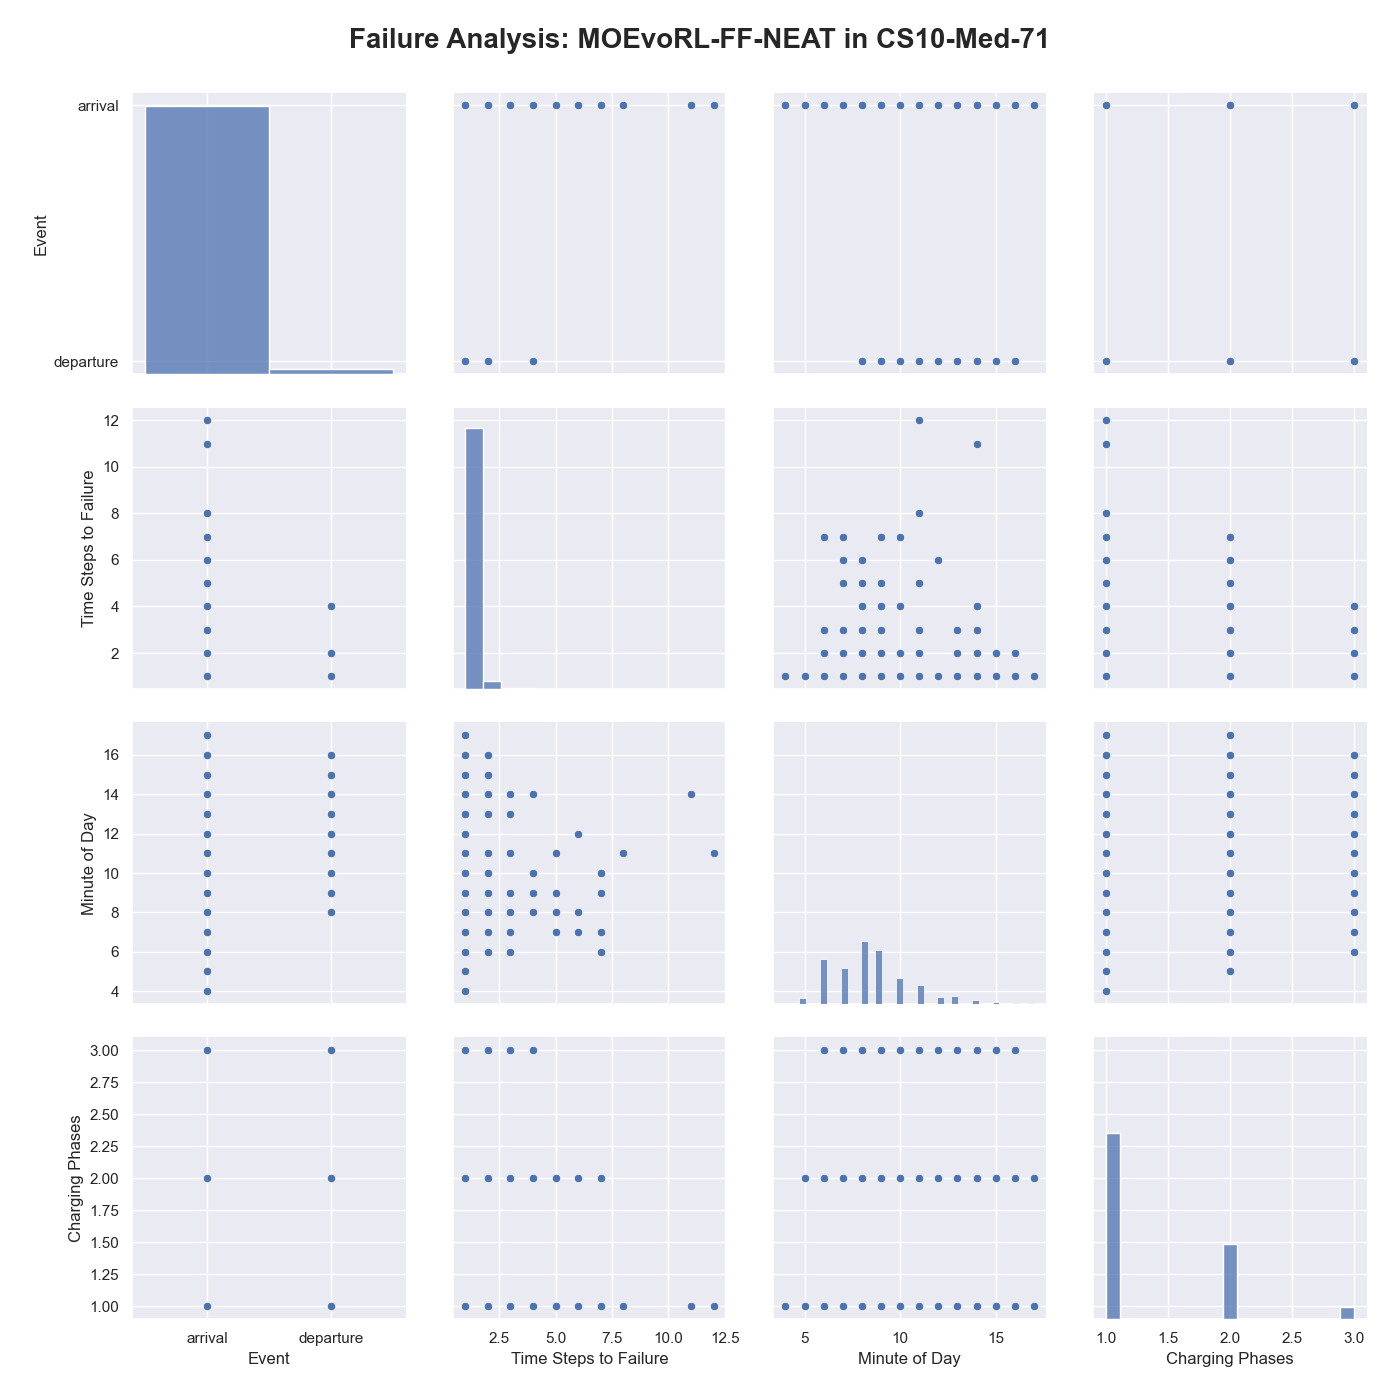 Failure Analysis: MOEvoRL-FF-NEAT in CS10-Med-71
arrival
departure
Event
12
10
8
6
4
2
Time Steps to Failure
16
14
12
10
8
6
4
Minute of Day
3.00
2.75
2.50
2.25
2.00
1.75
1.50
1.25
1.00
Charging Phases
arrival departure
Event
2.5 5.0 7.5 10.0 12.5
Time Steps to Failure
5 10 15
Minute of Day
1.0 1.5 2.0 2.5 3.0
Charging Phases